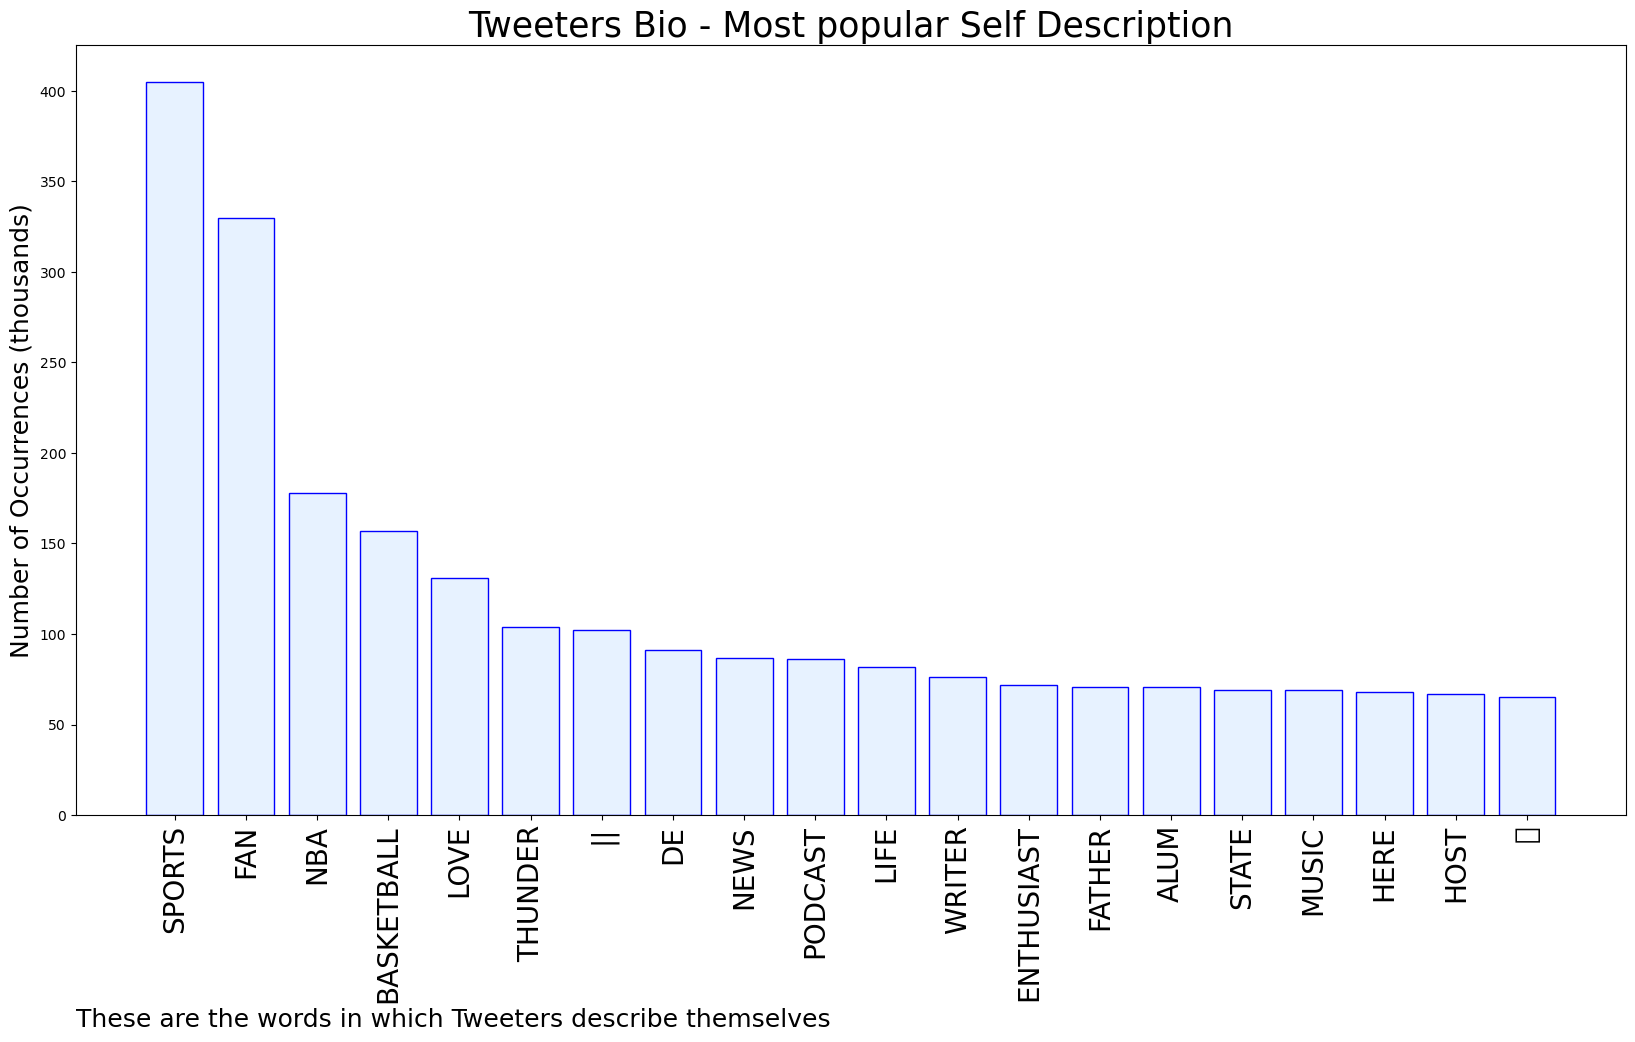 Tweeters Bio - Most popular Self Description
Number of Occurrences (thousands)
400
350
300
250
200
150
100
50
0
SPORTS
FAN
NBA
BASKETBALL
LOVE
THUNDER
||
DE
NEWS
PODCAST
LIFE
WRITER
ENTHUSIAST
FATHER
ALUM
STATE
MUSIC
HERE
HOST
These are the words in which Tweeters describe themselves